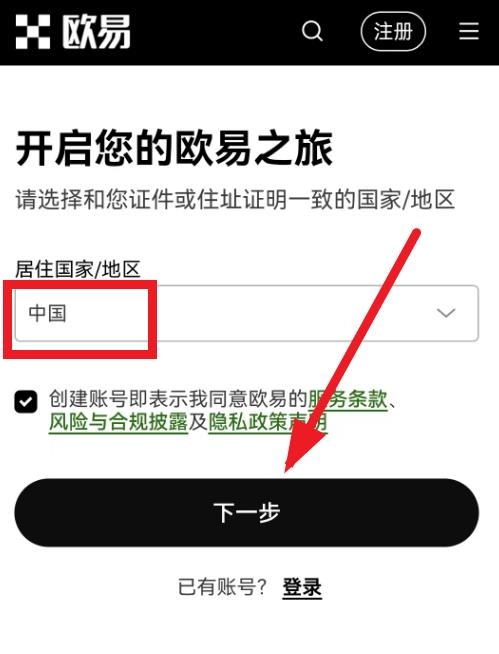 欧易
注册
开启您的欧易之旅
请选择和您证件或住址证明一致的国家/地区
居住国家/地区
中国
创建账号即表示我同意欧易的服务条款、
风险与合规披露及隐私政策声明
下一步
已有账号？ 登录